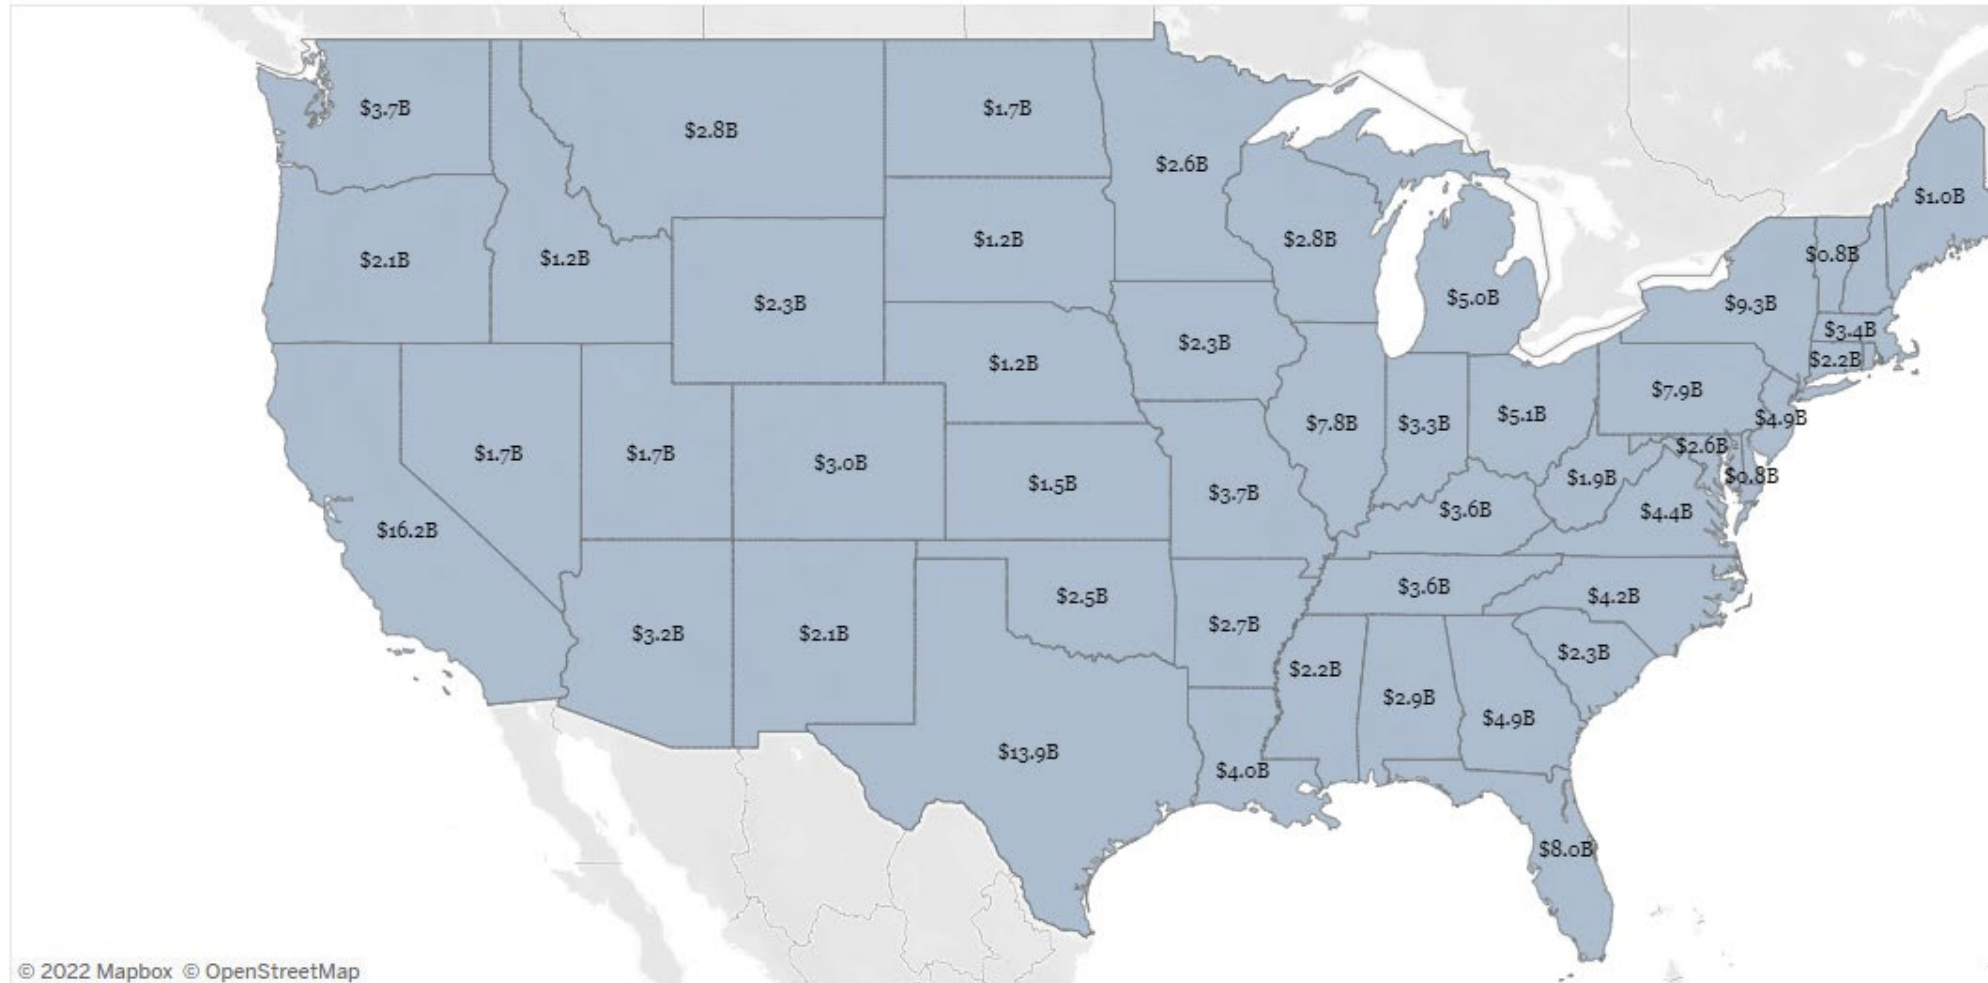 $3.7B
$2.8B
$1.7B
$2.6B
$1.0B
$2.1B
$1.2B
$2.3B
$1.2B
$2.8B
$5.0B
$0.8B
$9.3B
$3.4B
$2.2B
$1.2B
$2.3B
$7.9B
$4.9B
$1.7B
$1.7B
$3.0B
$1.5B
$3.7B
$7.8B
$3.3B
$5.1B
$2.6B
$0.8B
$1.9B
$3.6B
$4.4B
$16.2B
$3.2B
$2.1B
$2.5B
$2.7B
$3.6B
$4.2B
$2.3B
$2.2B
$2.9B
$4.9B
$13.9B
$4.0B
$8.0B
© 2022 Mapbox © OpenStreetMap